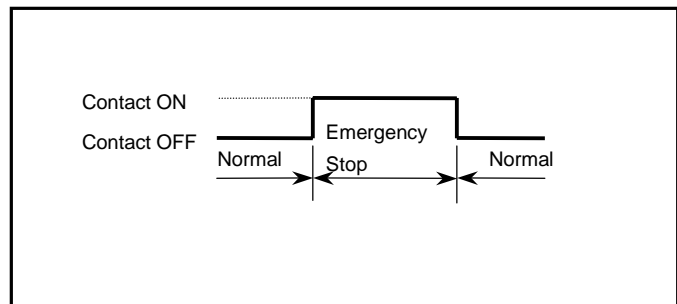 Contact ON
Contact OFF
Emergency
Stop
Normal
Normal